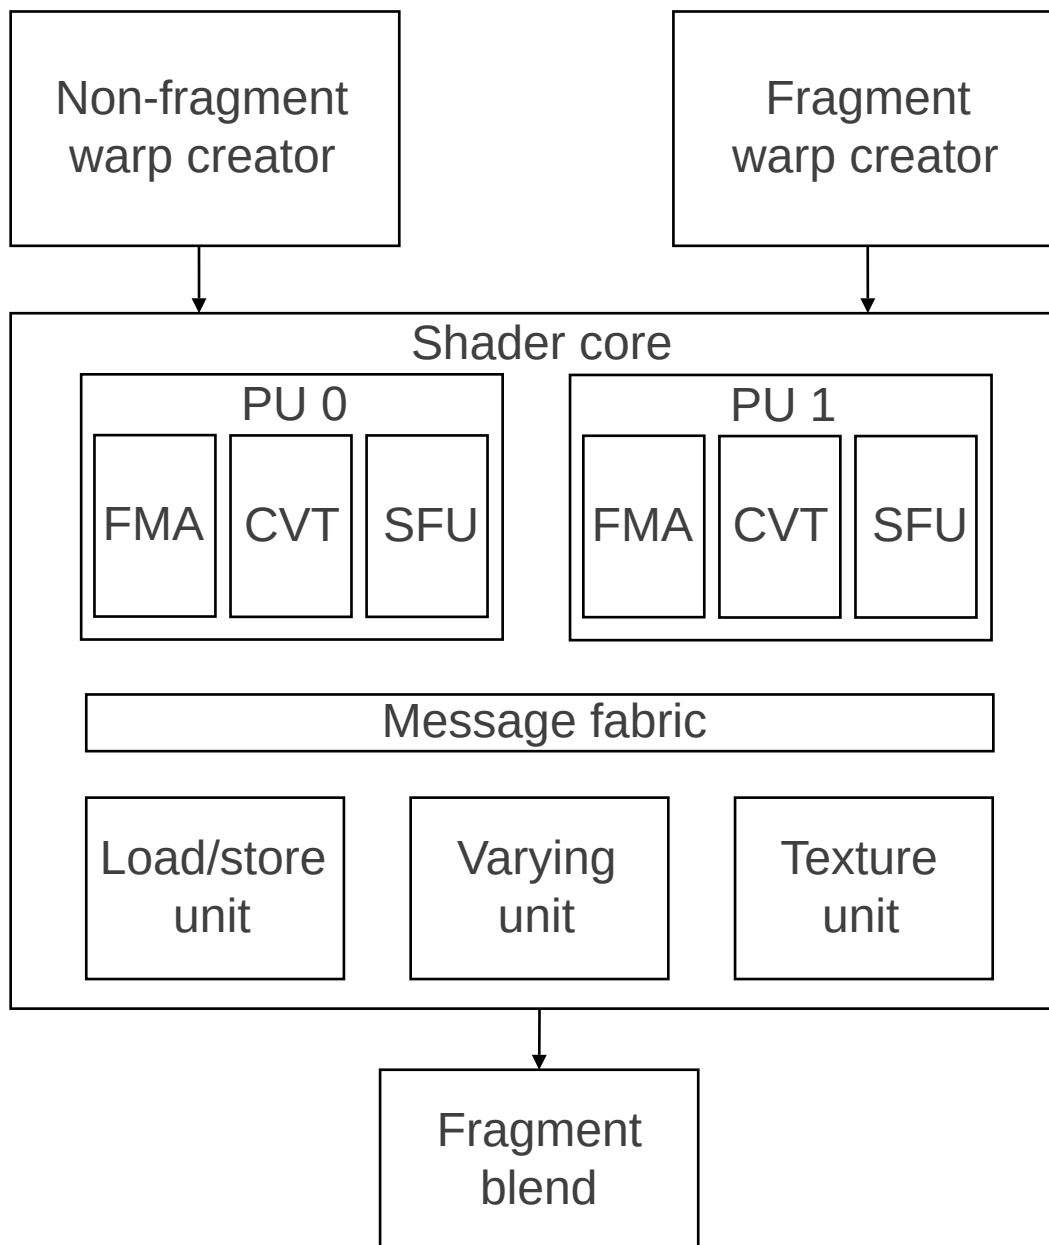 Non-fragment
warp creator
Fragment
warp creator
Shader core
PU 0
FMA CVT SFU
PU 1
FMA CVT SFU
Message fabric
Load/store
unit
Varying
unit
Texture
unit
Fragment
blend